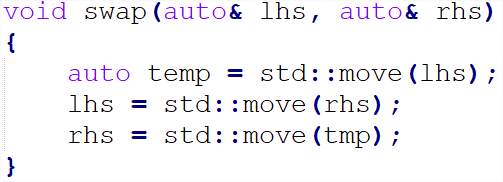 void swap(auto& lhs, auto& rhs)
{
    auto temp = std::move(lhs);
    lhs = std::move(rhs);
    rhs = std::move(tmp);
}